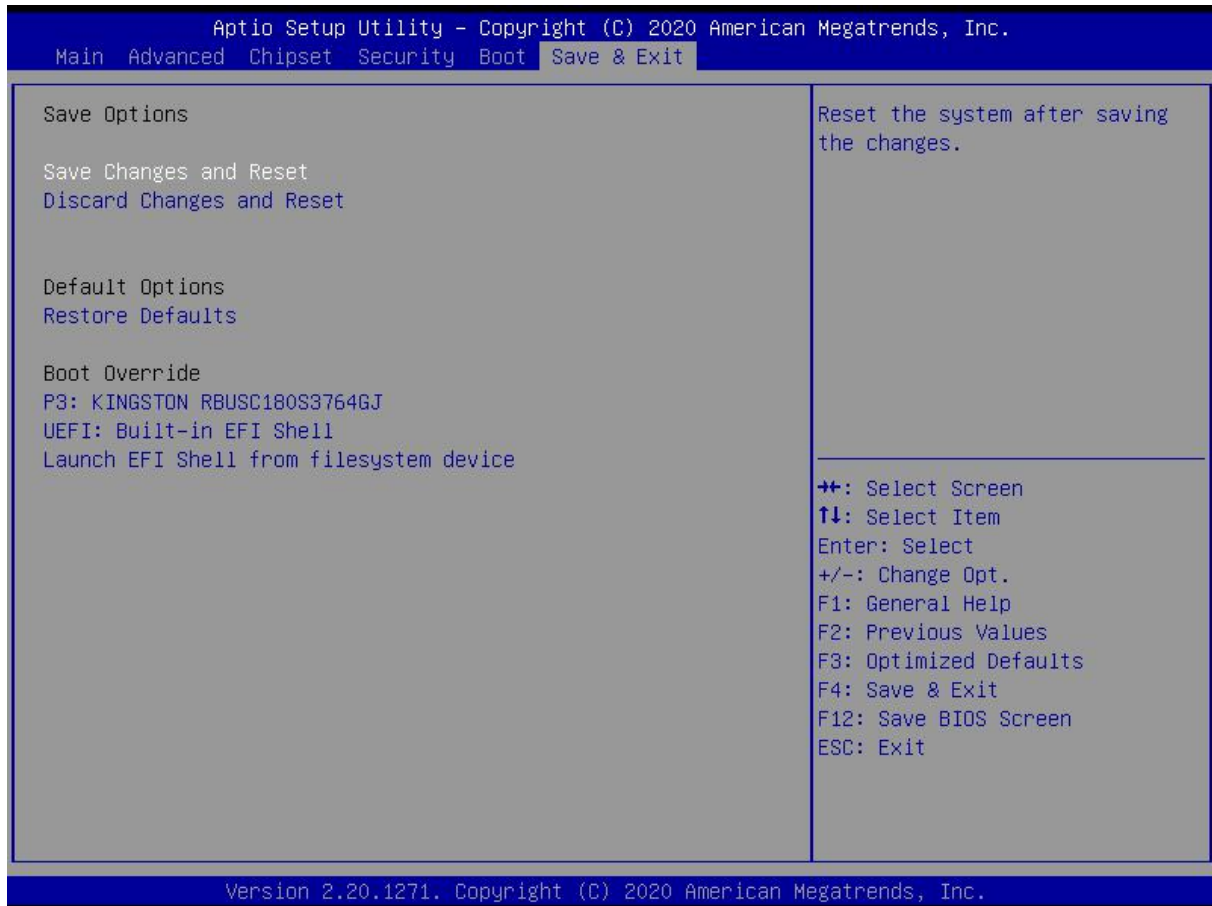 Aptio Setup Utility – Copyright (C) 2020 American Megatrends, Inc.
Main Advanced Chipset Security Boot Save & Exit
Save Options
Save Changes and Reset
Discard Changes and Reset
Default Options
Restore Defaults
Boot Override
P3: KINGSTON RBUSC180S3764GJ
UEFI: Built-in EFI Shell
Launch EFI Shell from filesystem device
Reset the system after saving
the changes.
→←: Select Screen
↑↓: Select Item
Enter: Select
+/-: Change Opt.
F1: General Help
F2: Previous Values
F3: Optimized Defaults
F4: Save & Exit
F12: Save BIOS Screen
ESC: Exit
Version 2.20.1271. Copyright (C) 2020 American Megatrends, Inc.